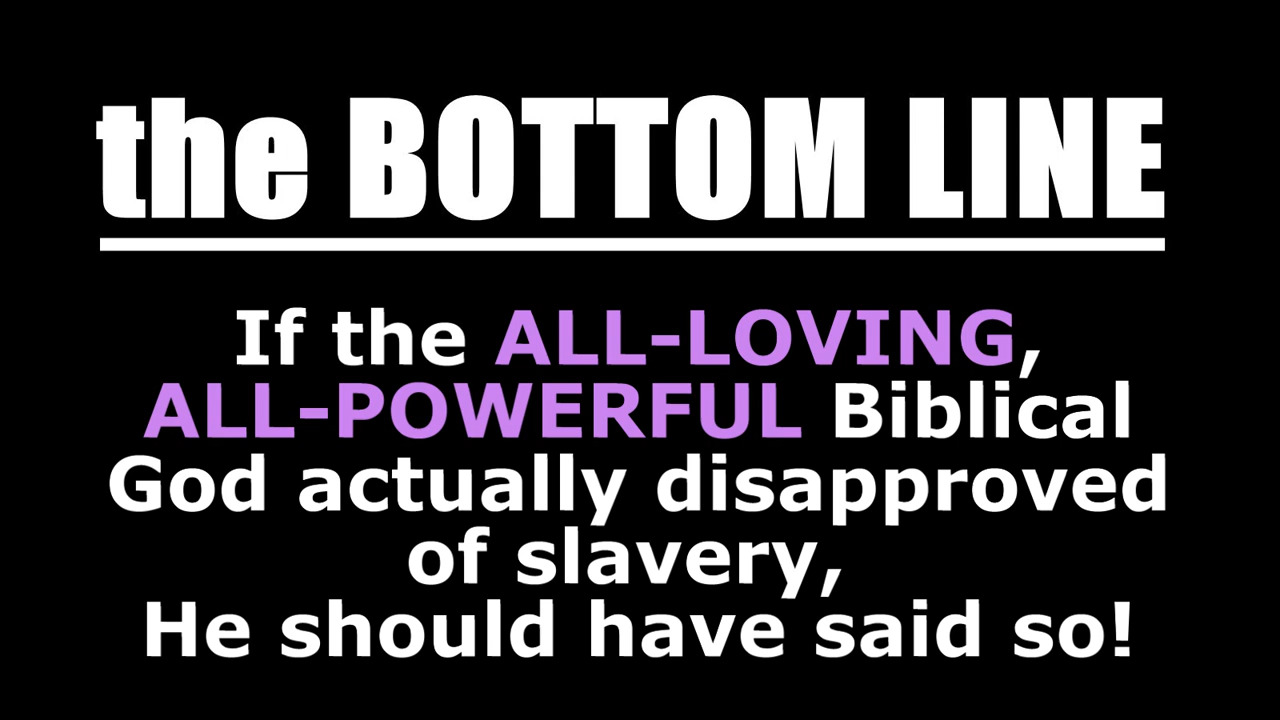 the BOTTOM LINE
If the ALL-LOVING,
ALL-POWERFUL Biblical
God actually disapproved
of slavery,
He should have said so!